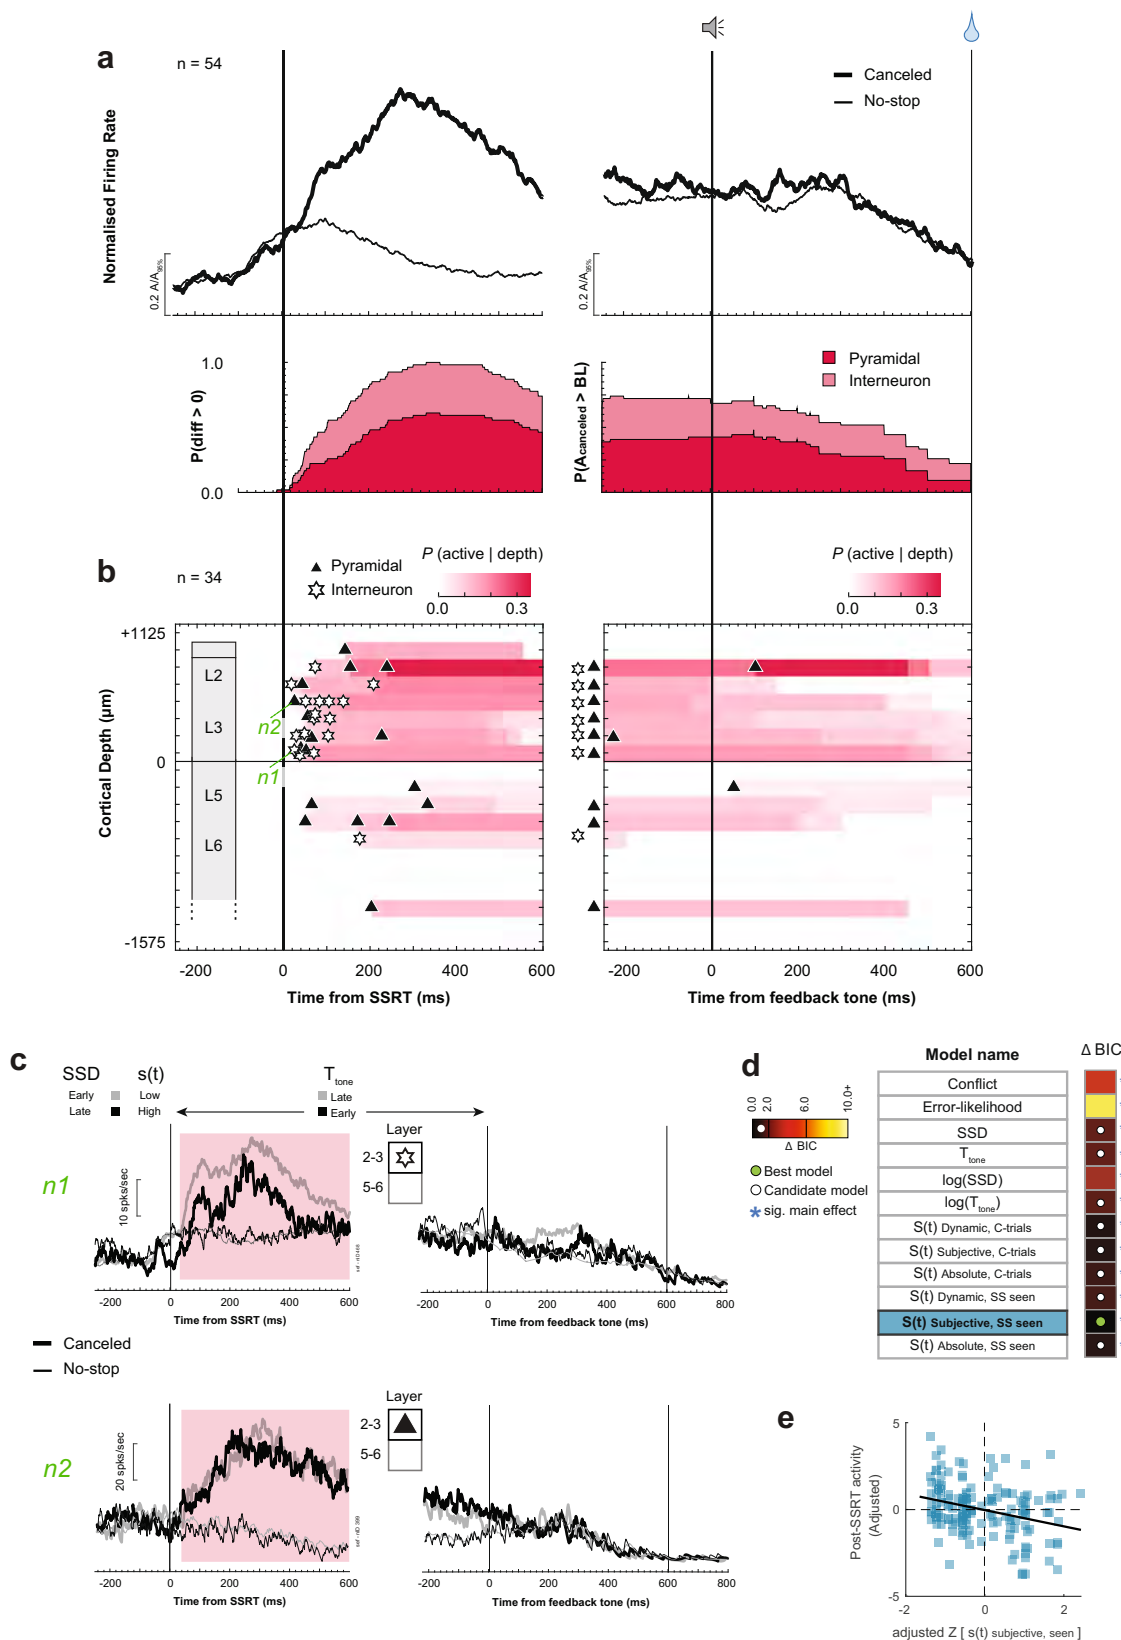 a
n = 54
Canceled
No-stop
Normalised Firing Rate
0.2 A/A95%
0.2 A/A95%
1.0
0.0
P(diff > 0)
P(Acanceled > BL)
Pyramidal
Interneuron
b
n = 34
Pyramidal
Interneuron
P (active | depth)
0.0 0.3
P (active | depth)
0.0 0.3
+1125
0
-1575
Cortical Depth (µm)
L2
L3
L5
L6
n2
n1
-200 0 200 400 600
Time from SSRT (ms)
-200 0 200 400 600
Time from feedback tone (ms)
c
SSD s(t) Ttone
Early Low Late
Late High Early
n1
10 spks/sec
Layer
2-3
5-6
-200 0 200 400 600
Time from SSRT (ms)
-200 0 200 400 600 800
Time from feedback tone (ms)
Canceled
No-stop
n2
20 spks/sec
Layer
2-3
5-6
-200 0 200 400 600
Time from SSRT (ms)
-200 0 200 400 600 800
Time from feedback tone (ms)
d
0.0 2.0 6.0 10.0+
Δ BIC
Best model
Candidate model
* sig. main effect
Model name Δ BIC
Conflict
Error-likelihood
SSD
Ttone
log(SSD)
log(Ttone)
S(t) Dynamic, C-trials
S(t) Subjective, C-trials
S(t) Absolute, C-trials
S(t) Dynamic, SS seen
S(t) Subjective, SS seen
S(t) Absolute, SS seen
e
5
0
-5
Post-SSRT activity
(Adjusted)
-2 0 2
adjusted Z [ s(t) subjective, seen ]